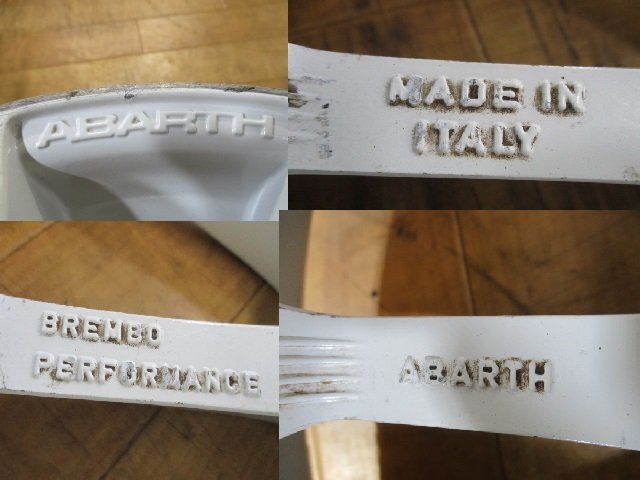 ABARTH
MADE IN
ITALY
BREMBO
PERFORMANCE
ABARTH